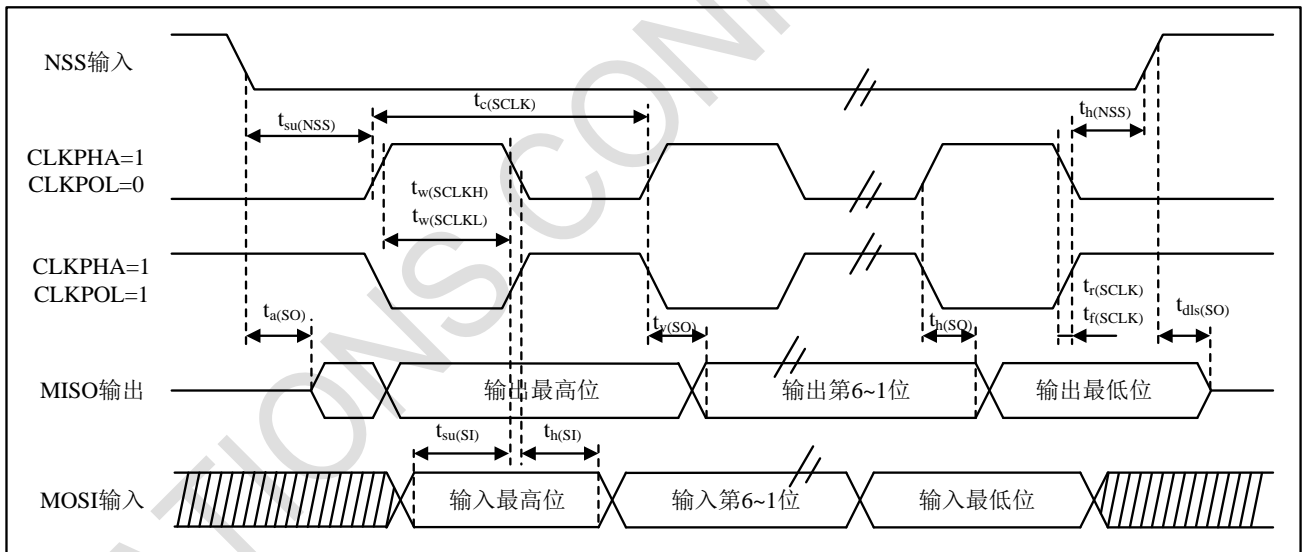 NSS输入
tc(SCLK)
tsu(NSS)
th(NSS)
CLKPHA=1
CLKPOL=0
tw(SCLKH)
tw(SCLKL)
CLKPHA=1
CLKPOL=1
ta(SO)
tv(SO)
th(SO)
tr(SCLK)
tf(SCLK)
tdls(SO)
MISO输出
输出最高位
输出第6~1位
输出最低位
tsu(SI)
th(SI)
MOSI输入
输入最高位
输入第6~1位
输入最低位